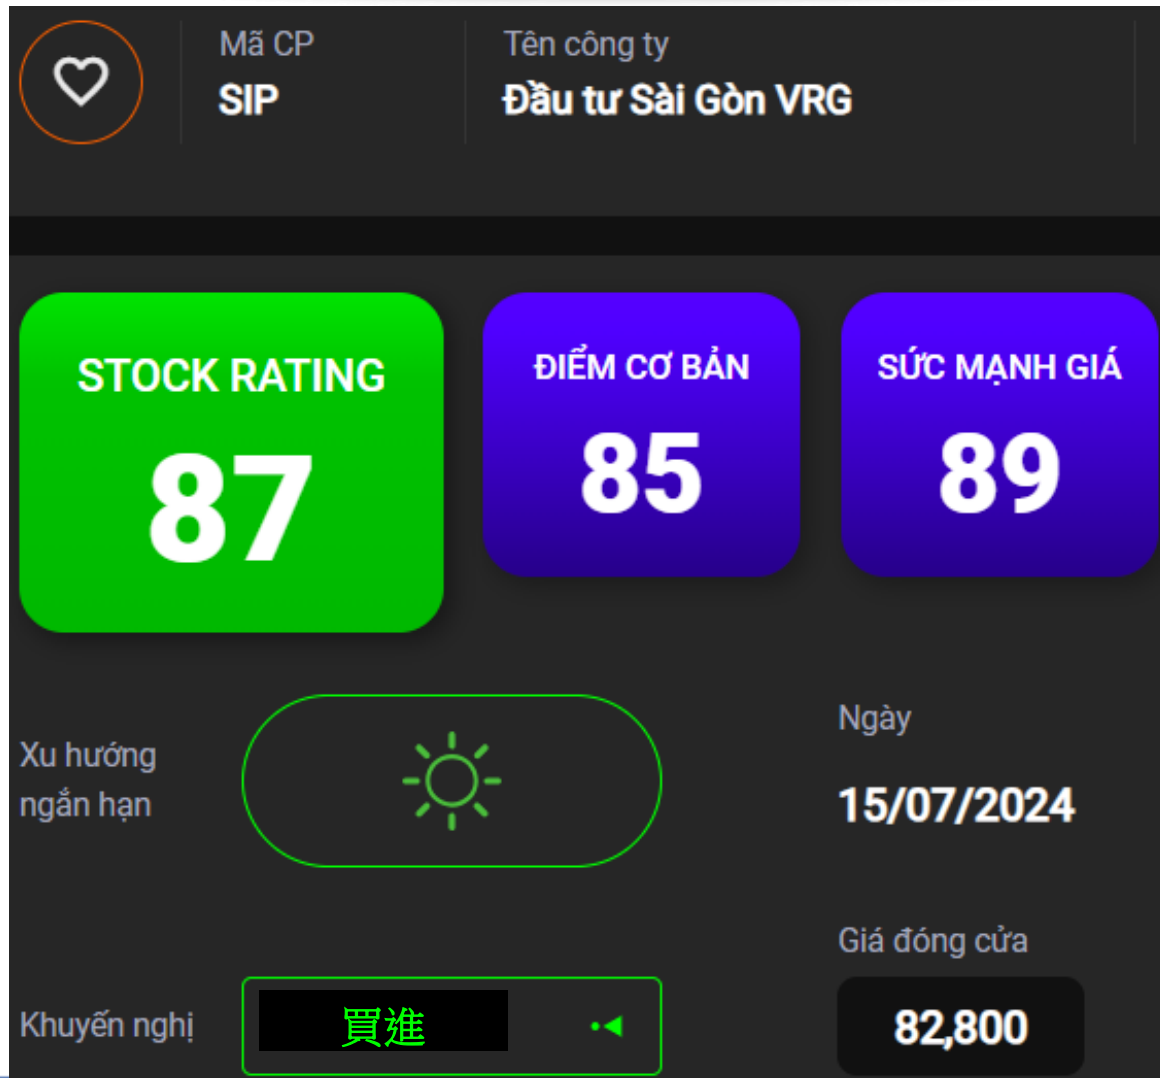 Mã CP
SIP
Tên công ty
Đầu tư Sài Gòn VRG
STOCK RATING
87
ĐIỂM CƠ BẢN
85
SỨC MẠNH GIÁ
89
Xu hướng
ngắn hạn
Ngày
15/07/2024
Khuyến nghị
買進
Giá đóng cửa
82,800